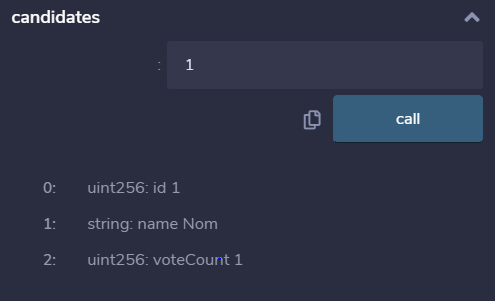 candidates
: 1
call
0: uint256: id 1
1: string: name Nom
2: uint256: voteCount 1